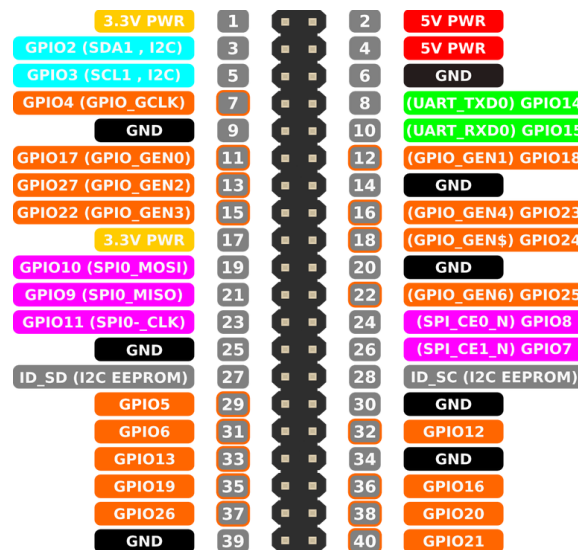 3.3V PWR 1 2 5V PWR
GPIO2 (SDA1 , I2C) 3 4 5V PWR
GPIO3 (SCL1 , I2C) 5 6 GND
GPIO4 (GPIO_GCLK) 7 8 (UART_TXD0) GPIO14
GND 9 10 (UART_RXD0) GPIO15
GPIO17 (GPIO_GEN0) 11 12 (GPIO_GEN1) GPIO18
GPIO27 (GPIO_GEN2) 13 14 GND
GPIO22 (GPIO_GEN3) 15 16 (GPIO_GEN4) GPIO23
3.3V PWR 17 18 (GPIO_GEN$) GPIO24
GPIO10 (SPI0_MOSI) 19 20 GND
GPIO9 (SPI0_MISO) 21 22 (GPIO_GEN6) GPIO25
GPIO11 (SPI0-_CLK) 23 24 (SPI_CE0_N) GPIO8
GND 25 26 (SPI_CE1_N) GPIO7
ID_SD (I2C EEPROM) 27 28 ID_SC (I2C EEPROM)
GPIO5 29 30 GND
GPIO6 31 32 GPIO12
GPIO13 33 34 GND
GPIO19 35 36 GPIO16
GPIO26 37 38 GPIO20
GND 39 40 GPIO21